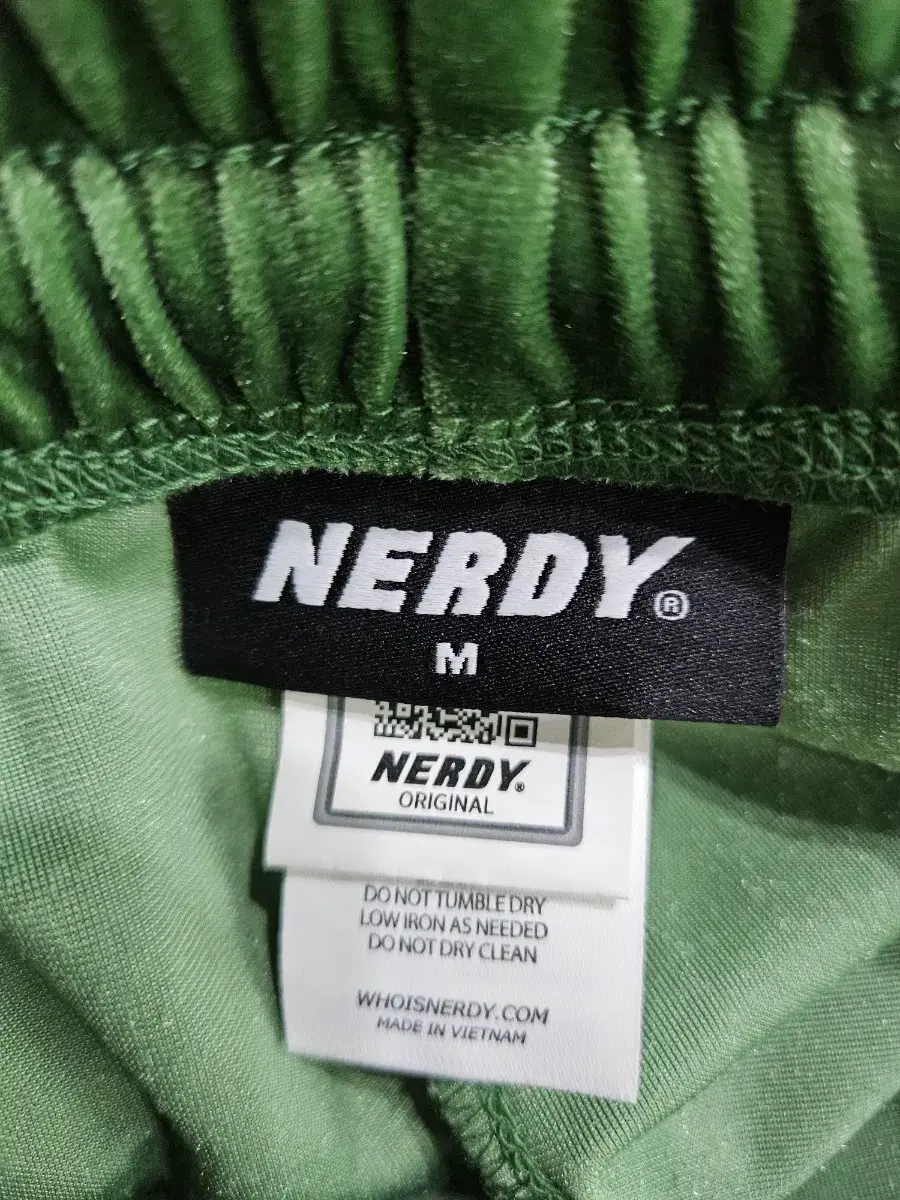 NERDY®
M
NERDY®
ORIGINAL
DO NOT TUMBLE DRY
LOW IRON AS NEEDED
DO NOT DRY CLEAN
WHOISNERDY.COM
MADE IN VIETNAM